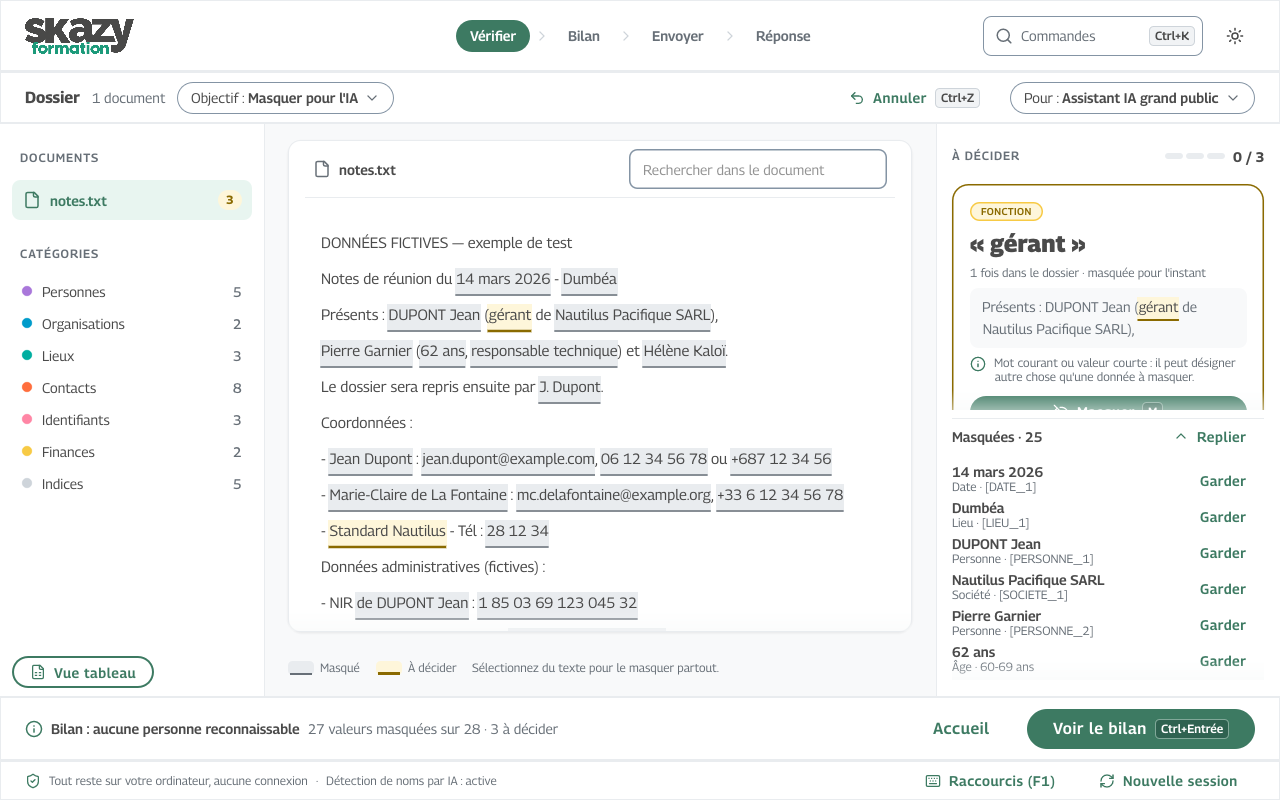 skazy
formation
Vérifier
Bilan
Envoyer
Réponse
Commandes
Ctrl+K
Dossier
1 document
Objectif : Masquer pour l'IA
Annuler
Ctrl+Z
Pour : Assistant IA grand public
DOCUMENTS
notes.txt
3
CATÉGORIES
Personnes 5
Organisations 2
Lieux 3
Contacts 8
Identifiants 3
Finances 2
Indices 5
Vue tableau
notes.txt
Rechercher dans le document
DONNÉES FICTIVES — exemple de test
Notes de réunion du 14 mars 2026 - Dumbéa
Présents : DUPONT Jean (gérant de Nautilus Pacifique SARL),
Pierre Garnier (62 ans, responsable technique) et Hélène Kaloï.
Le dossier sera repris ensuite par J. Dupont.
Coordonnées :
- Jean Dupont : jean.dupont@example.com, 06 12 34 56 78 ou +687 12 34 56
- Marie-Claire de La Fontaine : mc.delafontaine@example.org, +33 6 12 34 56 78
- Standard Nautilus - Tél : 28 12 34
Données administratives (fictives) :
- NIR de DUPONT Jean : 1 85 03 69 123 045 32
Masqué
À décider
Sélectionnez du texte pour le masquer partout.
À DÉCIDER
0 / 3
FONCTION
« gérant »
1 fois dans le dossier · masquée pour l'instant
Présents : DUPONT Jean (gérant de
Nautilus Pacifique SARL),
Mot courant ou valeur courte : il peut désigner
autre chose qu'une donnée à masquer.
Masquées · 25
Replier
14 mars 2026
Date · [DATE_1]
Garder
Dumbéa
Lieu · [LIEU_1]
Garder
DUPONT Jean
Personne · [PERSONNE_1]
Garder
Nautilus Pacifique SARL
Société · [SOCIETE_1]
Garder
Pierre Garnier
Personne · [PERSONNE_2]
Garder
62 ans
Âge · 60-69 ans
Garder
Bilan : aucune personne reconnaissable
27 valeurs masquées sur 28 · 3 à décider
Accueil
Voir le bilan
Ctrl+Entrée
Tout reste sur votre ordinateur, aucune connexion · Détection de noms par IA : active
Raccourcis (F1)
Nouvelle session